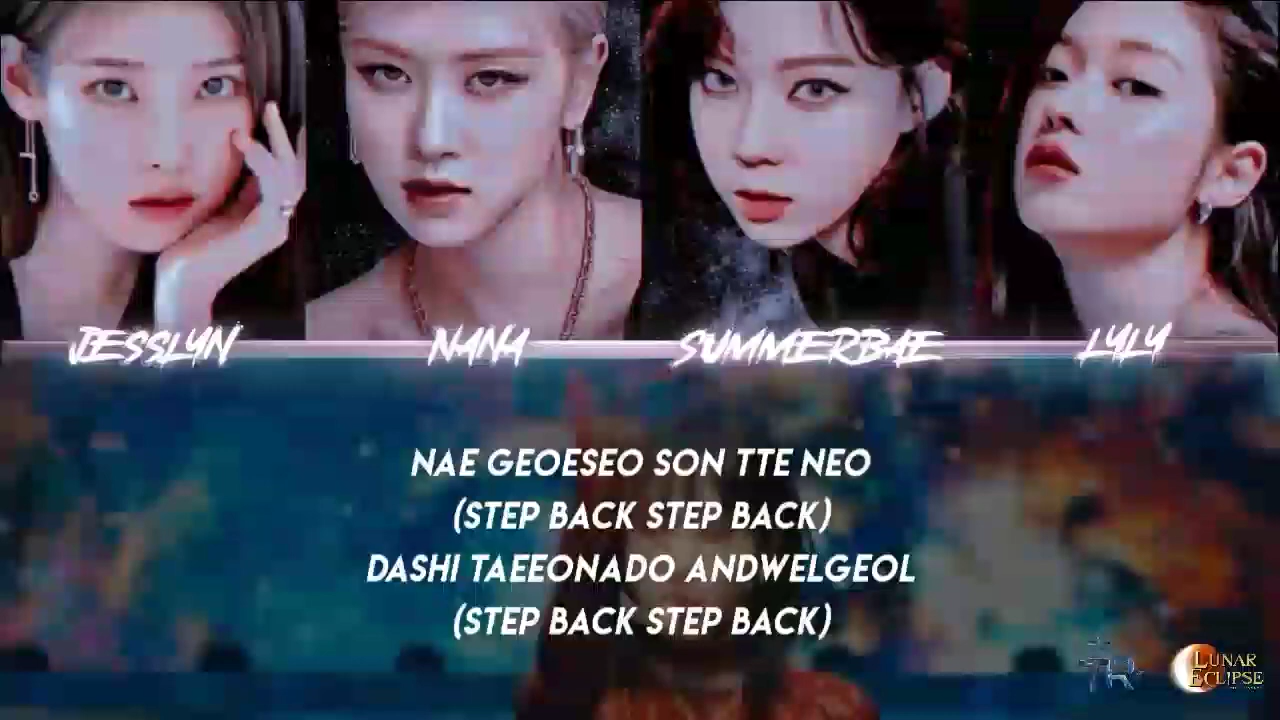 JESSLYN
NANA
SUMMERBAE
LYLY
NAE GEOESEO SON TTE NEO
(STEP BACK STEP BACK)
DASHI TAEEONADO ANDWELGEOL
(STEP BACK STEP BACK)
LUNAR
ECLIPSE